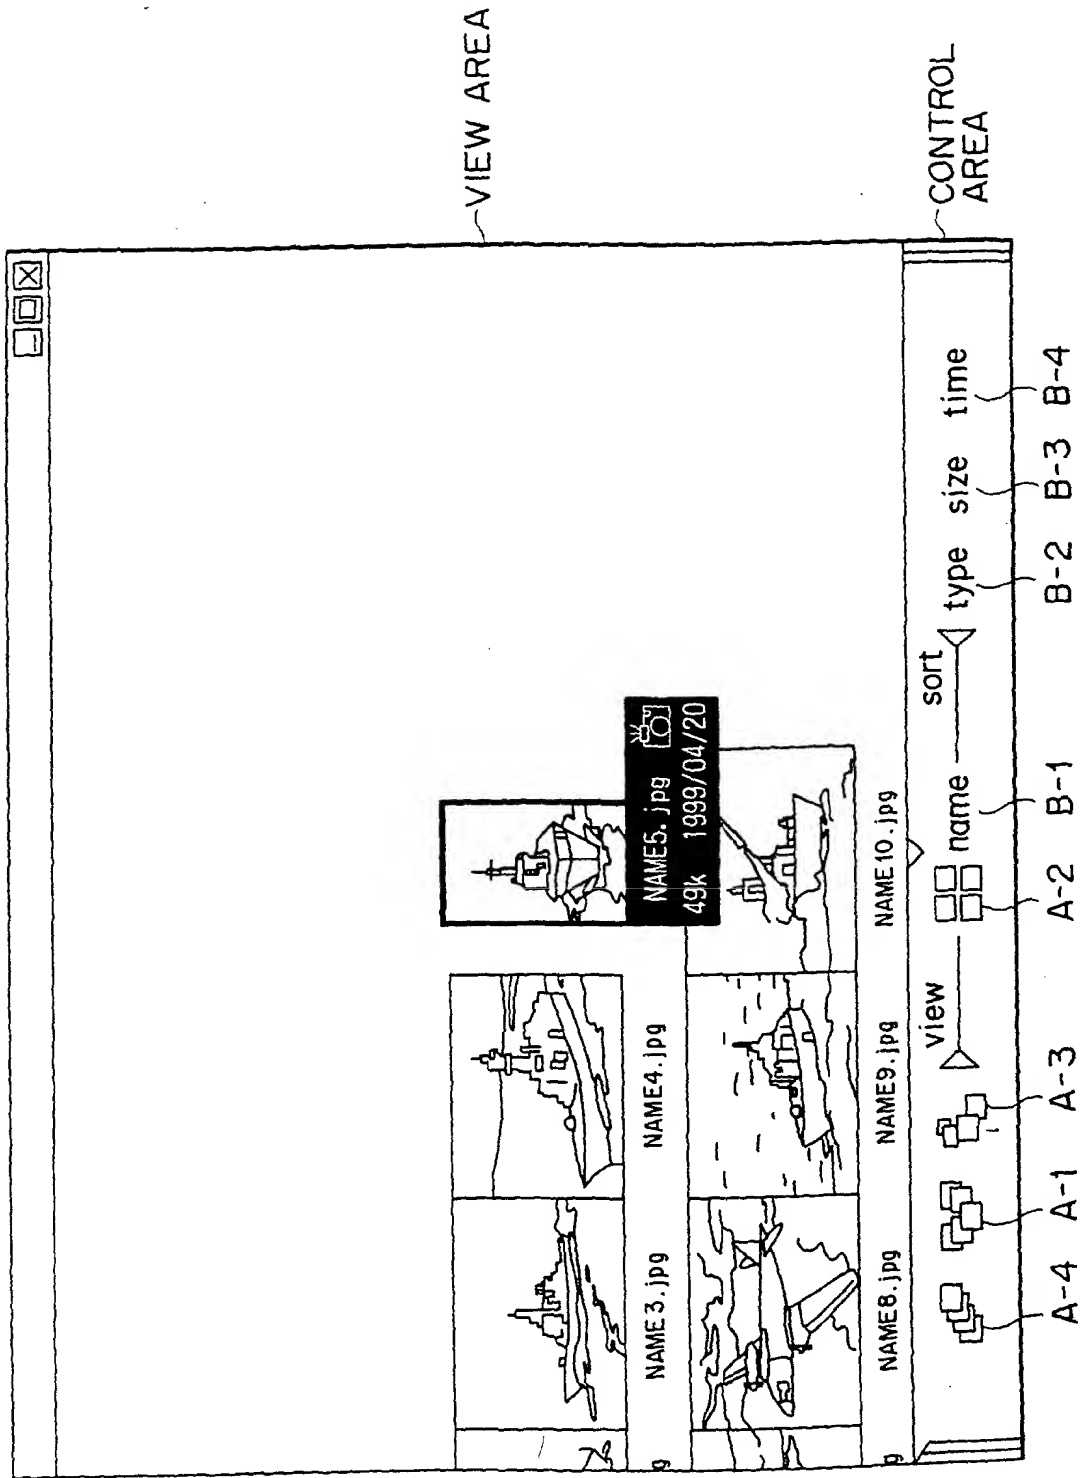 VIEW AREA
NAME5.jpg
49k 1999/04/20
NAME3.jpg
NAME4.jpg
g
NAME8.jpg
NAME9.jpg
NAME10.jpg
g
view
sort
name
type
size
time
CONTROL
AREA
A-4
A-1
A-3
A-2
B-1
B-2
B-3
B-4